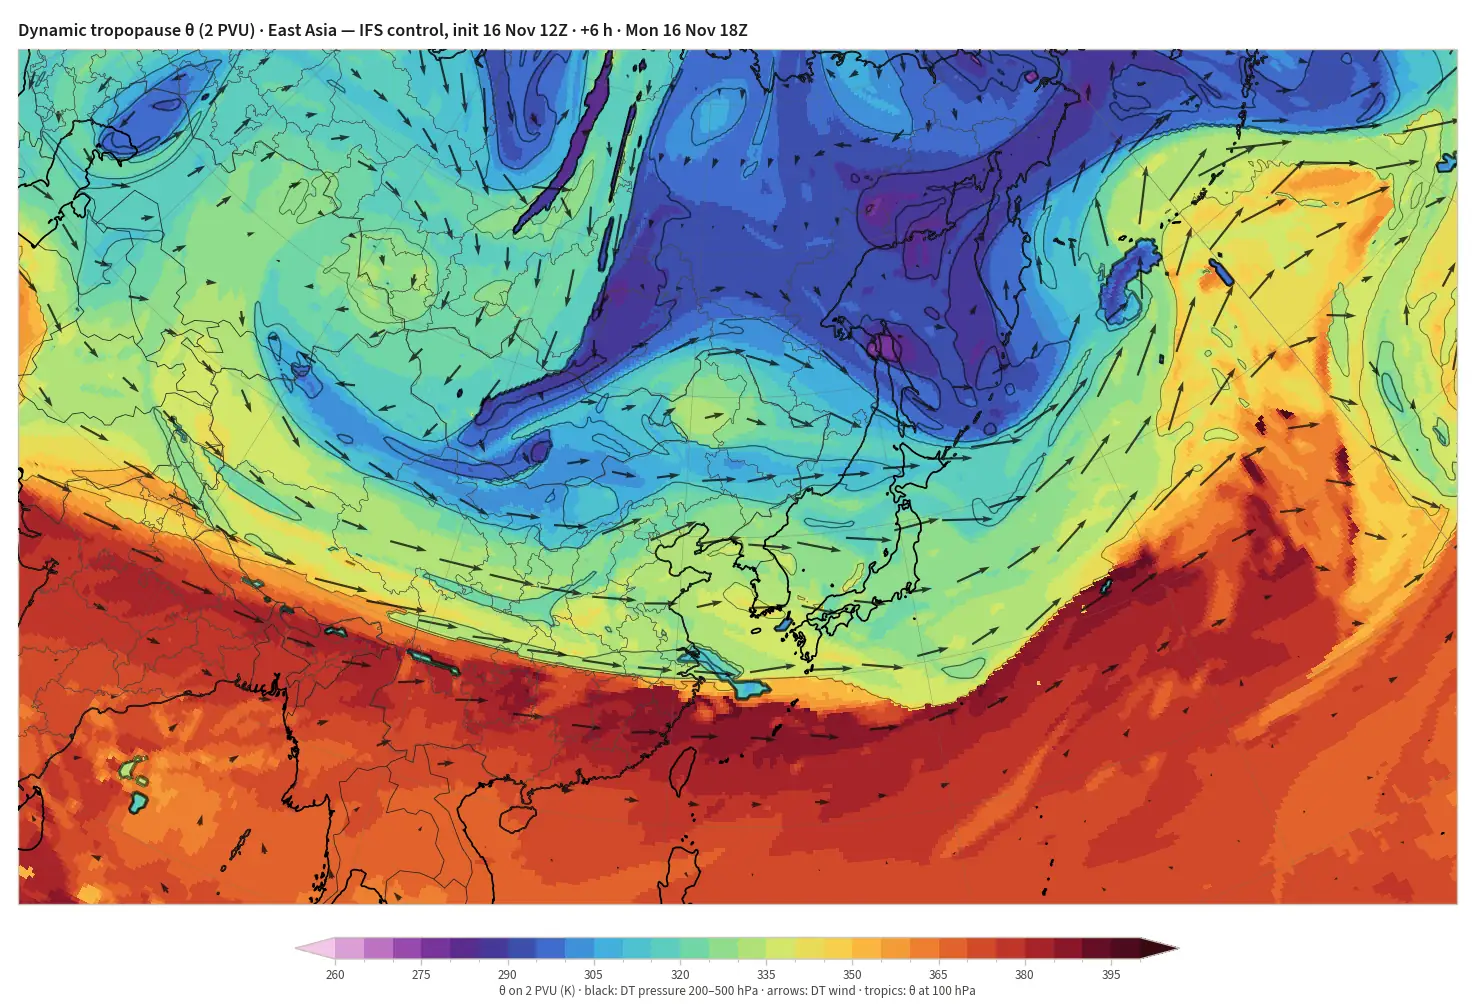 Dynamic tropopause θ (2 PVU) · East Asia — IFS control, init 16 Nov 12Z · +6 h · Mon 16 Nov 18Z
260 275 290 305 320 335 350 365 380 395
θ on 2 PVU (K) · black: DT pressure 200–500 hPa · arrows: DT wind · tropics: θ at 100 hPa